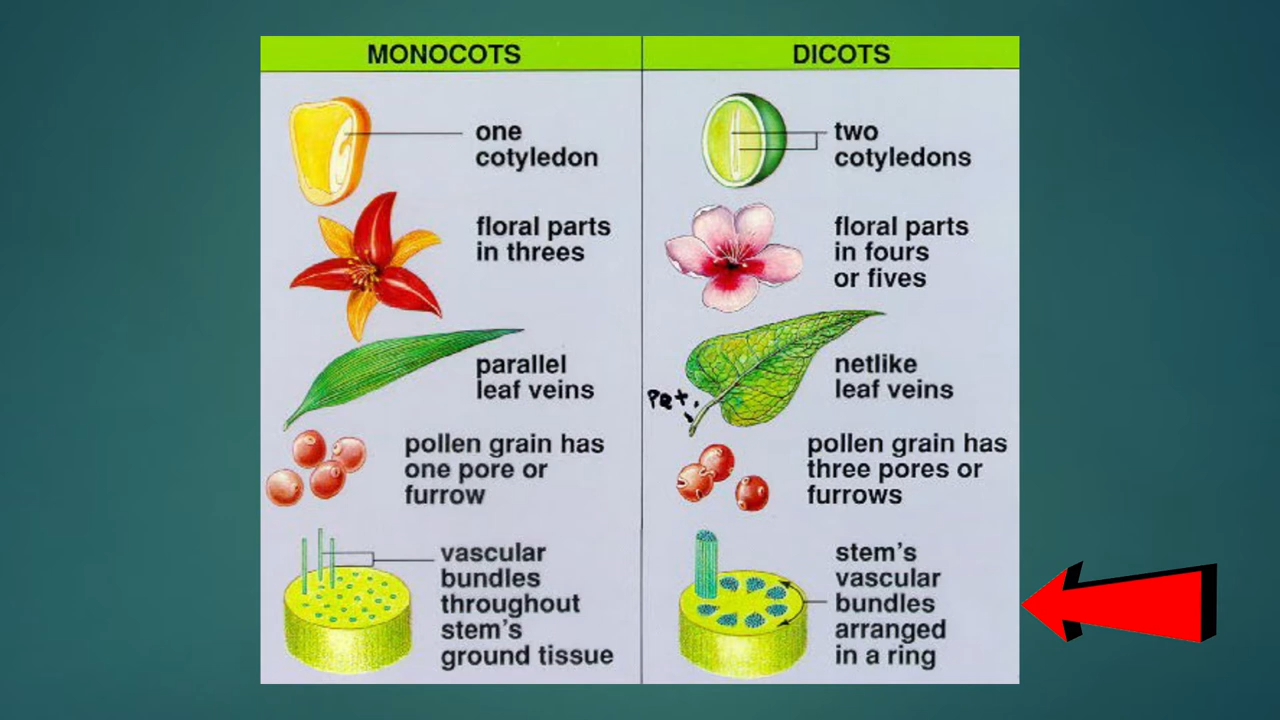 MONOCOTS
DICOTS
one
cotyledon
two
cotyledons
floral parts
in threes
floral parts
in fours
or fives
parallel
leaf veins
netlike
leaf veins
pollen grain has
one pore or
furrow
pollen grain has
three pores or
furrows
vascular
bundles
throughout
stem's
ground tissue
stem's
vascular
bundles
arranged
in a ring